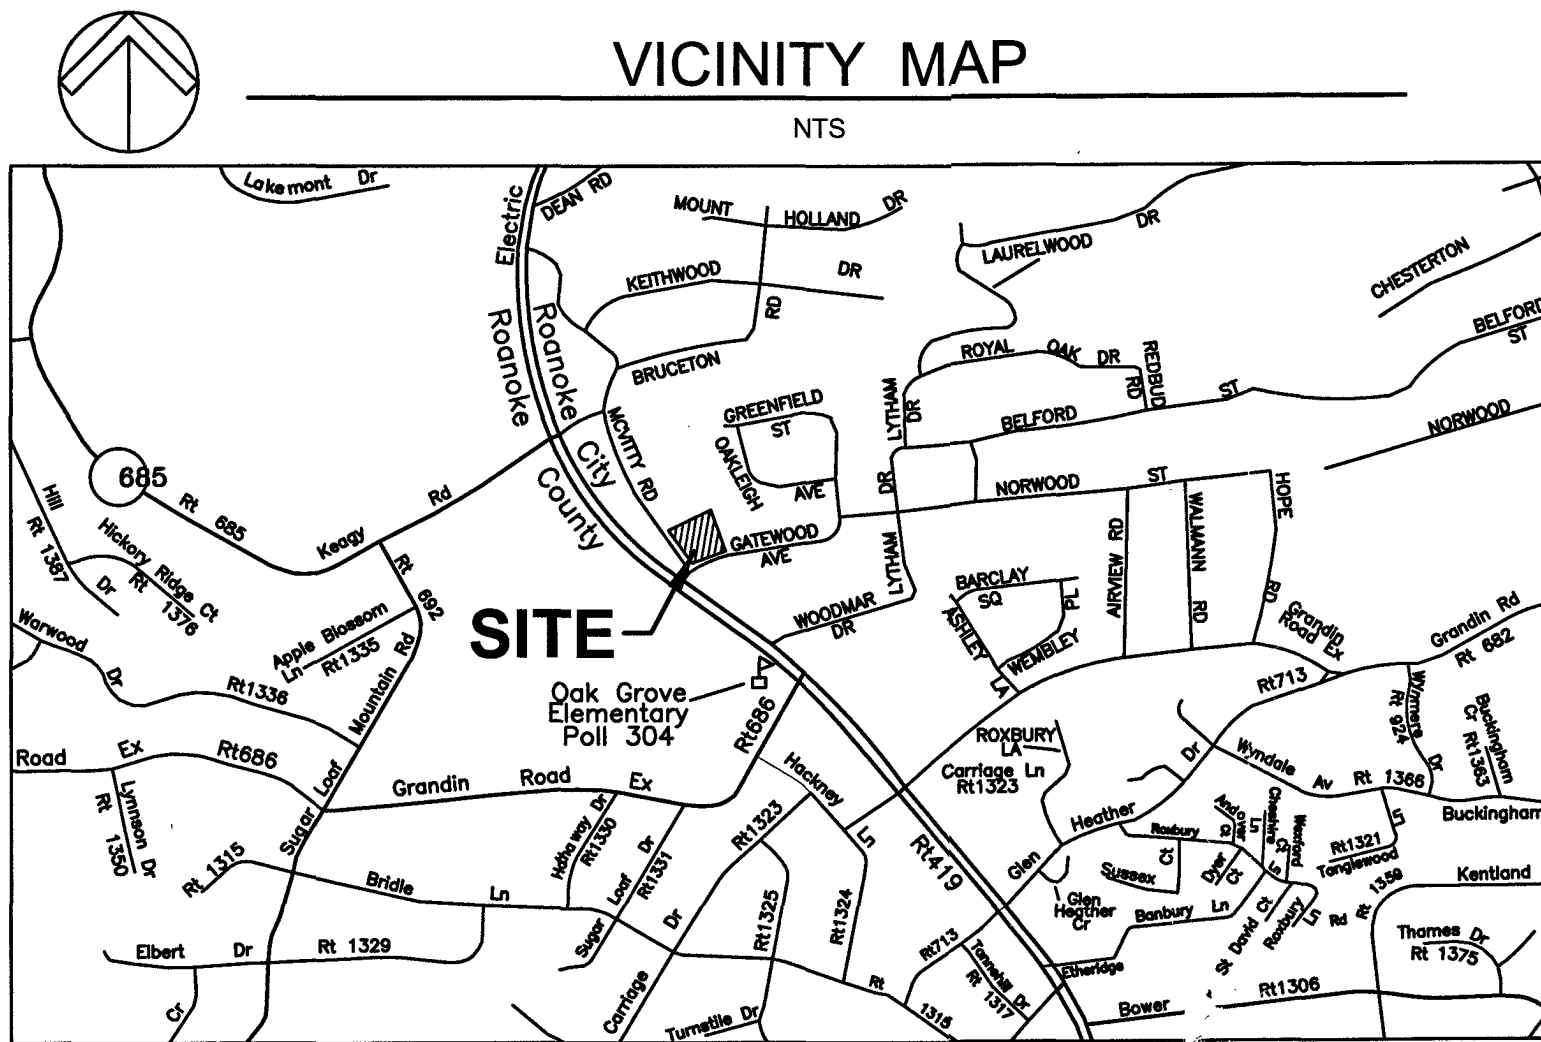 VICINITY MAP
NTS
Lakemont Dr
Electric
DEAN RD
MOUNT HOLLAND DR
LAURELWOOD DR
CHESTERTON
KEITHWOOD DR
RD
BRUCETON
Roanoke City
Roanoke County
BELFORD ST
ROYAL OAK DR
REDBUD RD
LYTHAM DR
BELFORD ST
NORWOOD
GREENFIELD ST
MCVITTY RD
OAKLEIGH AVE
LYTHAM DR
NORWOOD ST
HOPE RD
685
Rt 685
Keagy Rd
Hill Dr
Rt 1387
Hickory Ridge Ct
Rt 1376
GATEWOOD AVE
AIRVIEW RD
WALMANN RD
Rt 692
BARCLAY SQ
PL
WOODMAR DR
ASHLEY LA
WEMBLEY
Grandin Road Ex
Grandin Rd
Rt 682
Warwood Dr
Apple Blossom Ln
Rt1335
SITE
Rt1336
Mountain Rd
Sugar Loaf
Oak Grove
Elementary
Poll 304
Rt686
Rt713
Wynmere Dr
Rt 924
Buckingham Cr Rt1363
ROXBURY LA
Carriage Ln
Rt1323
Wyndale Av Rt 1366
Road Ex Rt686
Grandin Road Ex
Hackney Ln
Heather Dr
Glen
Buckingham
Lynnson Dr
Rt 1350
Rt 1315
Rt1330
Sugar Loaf Dr
Rt1331
Rt1323
Rt419
Roxbury
Andover Ct
Cheshire Ln
Wexford Ct
Ln
Rt1321
Tanglewood
Ln
Sussex Ct
Dyer Ct
Bridle Ln
Rt1325
Rt1324
Glen
Heather
Cr
Banbury Ln
St David Ct
Roxbury Ln
Rd Rt 1359
Kentland
Elbert Dr Rt 1329
Carriage Dr
Rt713
Tannehill Dr
Rt 1317
Etheridge
Thames Dr
Rt 1375
Cr
Turnstile Dr
Rt 1315
Bower
Rt1306